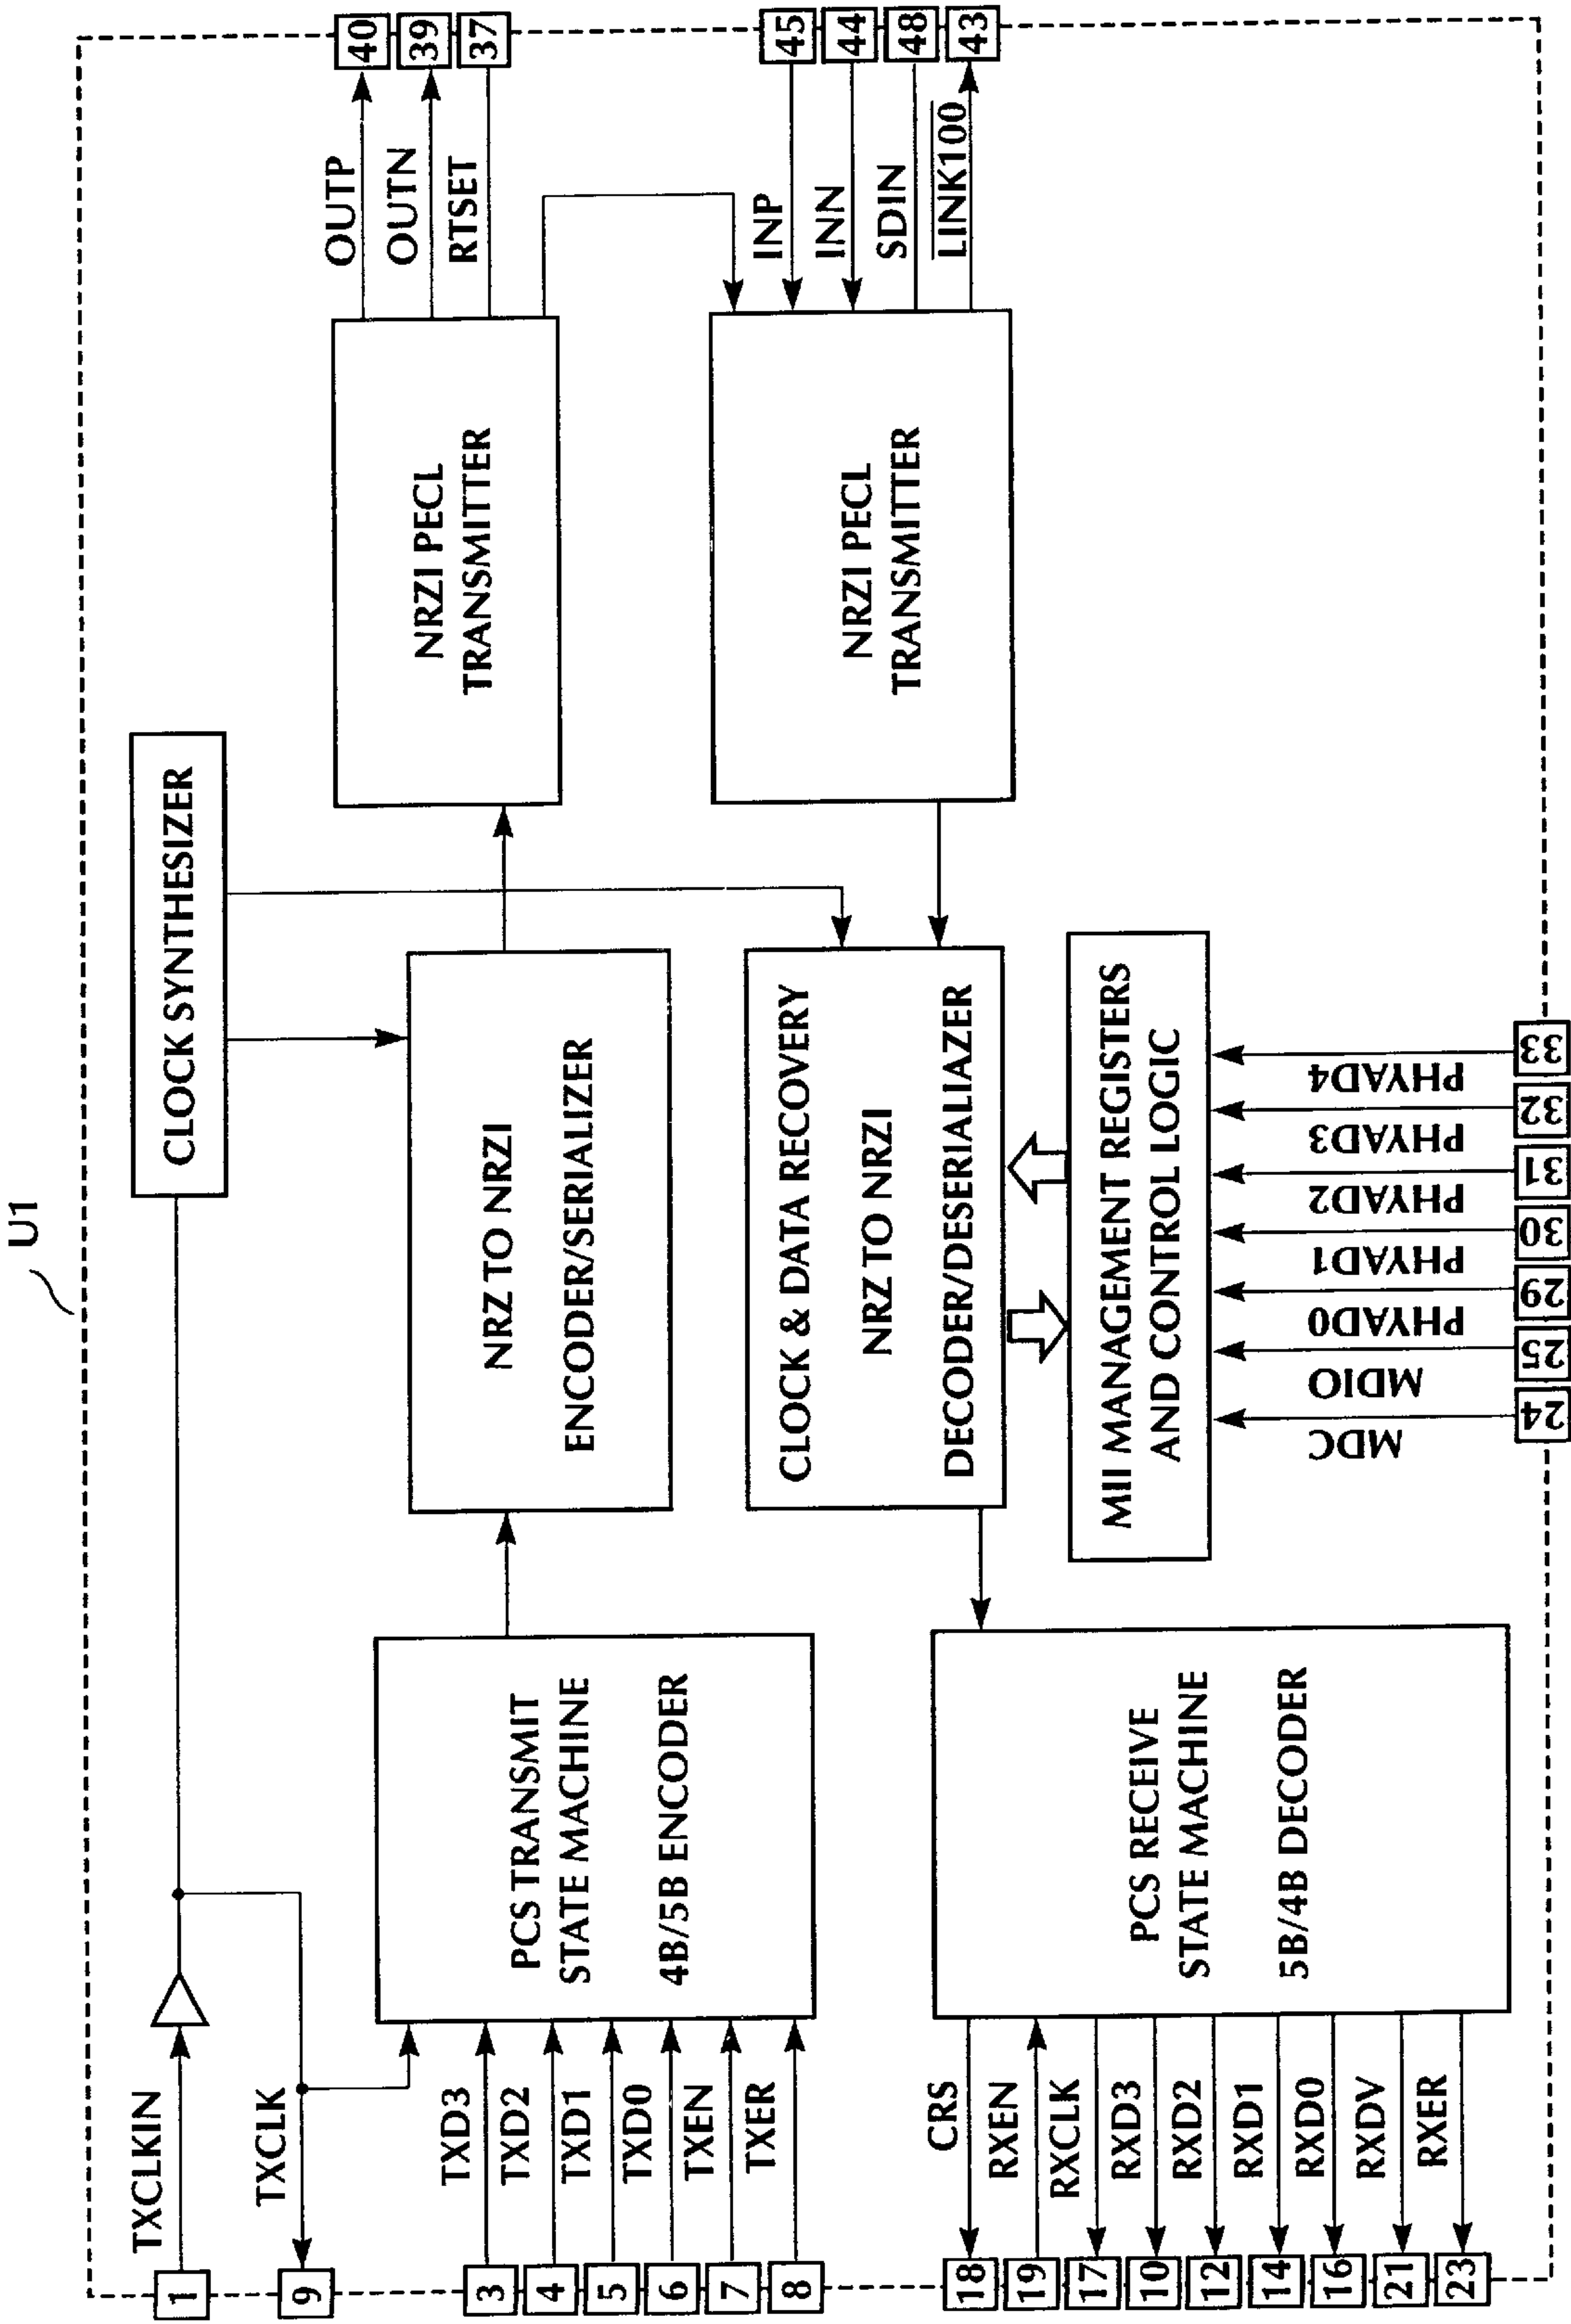 U1
TXCLKIN
1
TXCLK
9
CLOCK SYNTHESIZER
TXD3
3
TXD2
4
TXD1
5
TXD0
6
TXEN
7
TXER
8
PCS TRANSMIT
STATE MACHINE
4B/5B ENCODER
NRZ TO NRZI
ENCODER/SERIALIZER
NRZI PECL
TRANSMITTER
OUTP
40
OUTN
39
RTSET
37
CRS
18
RXEN
19
RXCLK
17
RXD3
10
RXD2
12
RXD1
14
RXD0
16
RXDV
21
RXER
23
PCS RECEIVE
STATE MACHINE
5B/4B DECODER
CLOCK & DATA RECOVERY
NRZ TO NRZI
DECODER/DESERIALIAZER
NRZI PECL
TRANSMITTER
INP
45
INN
44
SDIN
48
LINK100
43
MII MANAGEMENT REGISTERS
AND CONTROL LOGIC
MDC
24
MDIO
25
PHYAD0
29
PHYAD1
30
PHYAD2
31
PHYAD3
32
PHYAD4
33